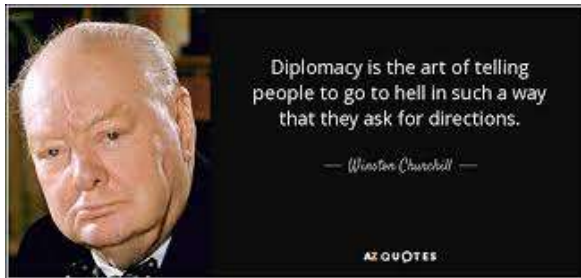 Diplomacy is the art of telling
people to go to hell in such a way
that they ask for directions.
— Winston Churchill —
AZ QUOTES